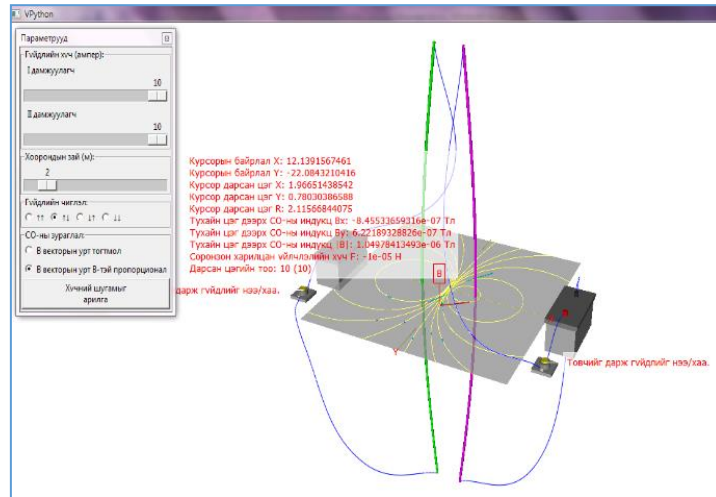 VPython
Параметрууд
Гүйдлийн хүч (ампер):
I дамжуулагч
10
II дамжуулагч
10
Хоорондын зай (м):
2
Гүйдлийн чиглэл:
↑↑ ↑↓ ↓↑ ↓↓
СО-ны зураглал:
B векторын урт тогтмол
B векторын урт B-тэй пропорционал
Хүчний шугамыг
арилга
Курсорын байрлал X: 12.1391567461
Курсорын байрлал Y: -22.0843210416
Курсор дарсан цэг X: 1.96651438542
Курсор дарсан цэг Y: 0.78030386588
Курсор дарсан цэг R: 2.11566844075
Тухайн цэг дээрх СО-ны индукц Bx: -8.45533659316e-07 Тл
Тухайн цэг дээрх СО-ны индукц By: 6.22189328826e-07 Тл
Тухайн цэг дээрх СО-ны индукц |B|: 1.04978413493e-06 Тл
Соронзон харилцан үйлчлэлийн хүч F: -1e-05 Н
Дарсан цэгийн тоо: 10 (10)
B
дарж гүйдлийг нээ/хаа.
Y
Товчийг дарж гүйдлийг нээ/хаа.